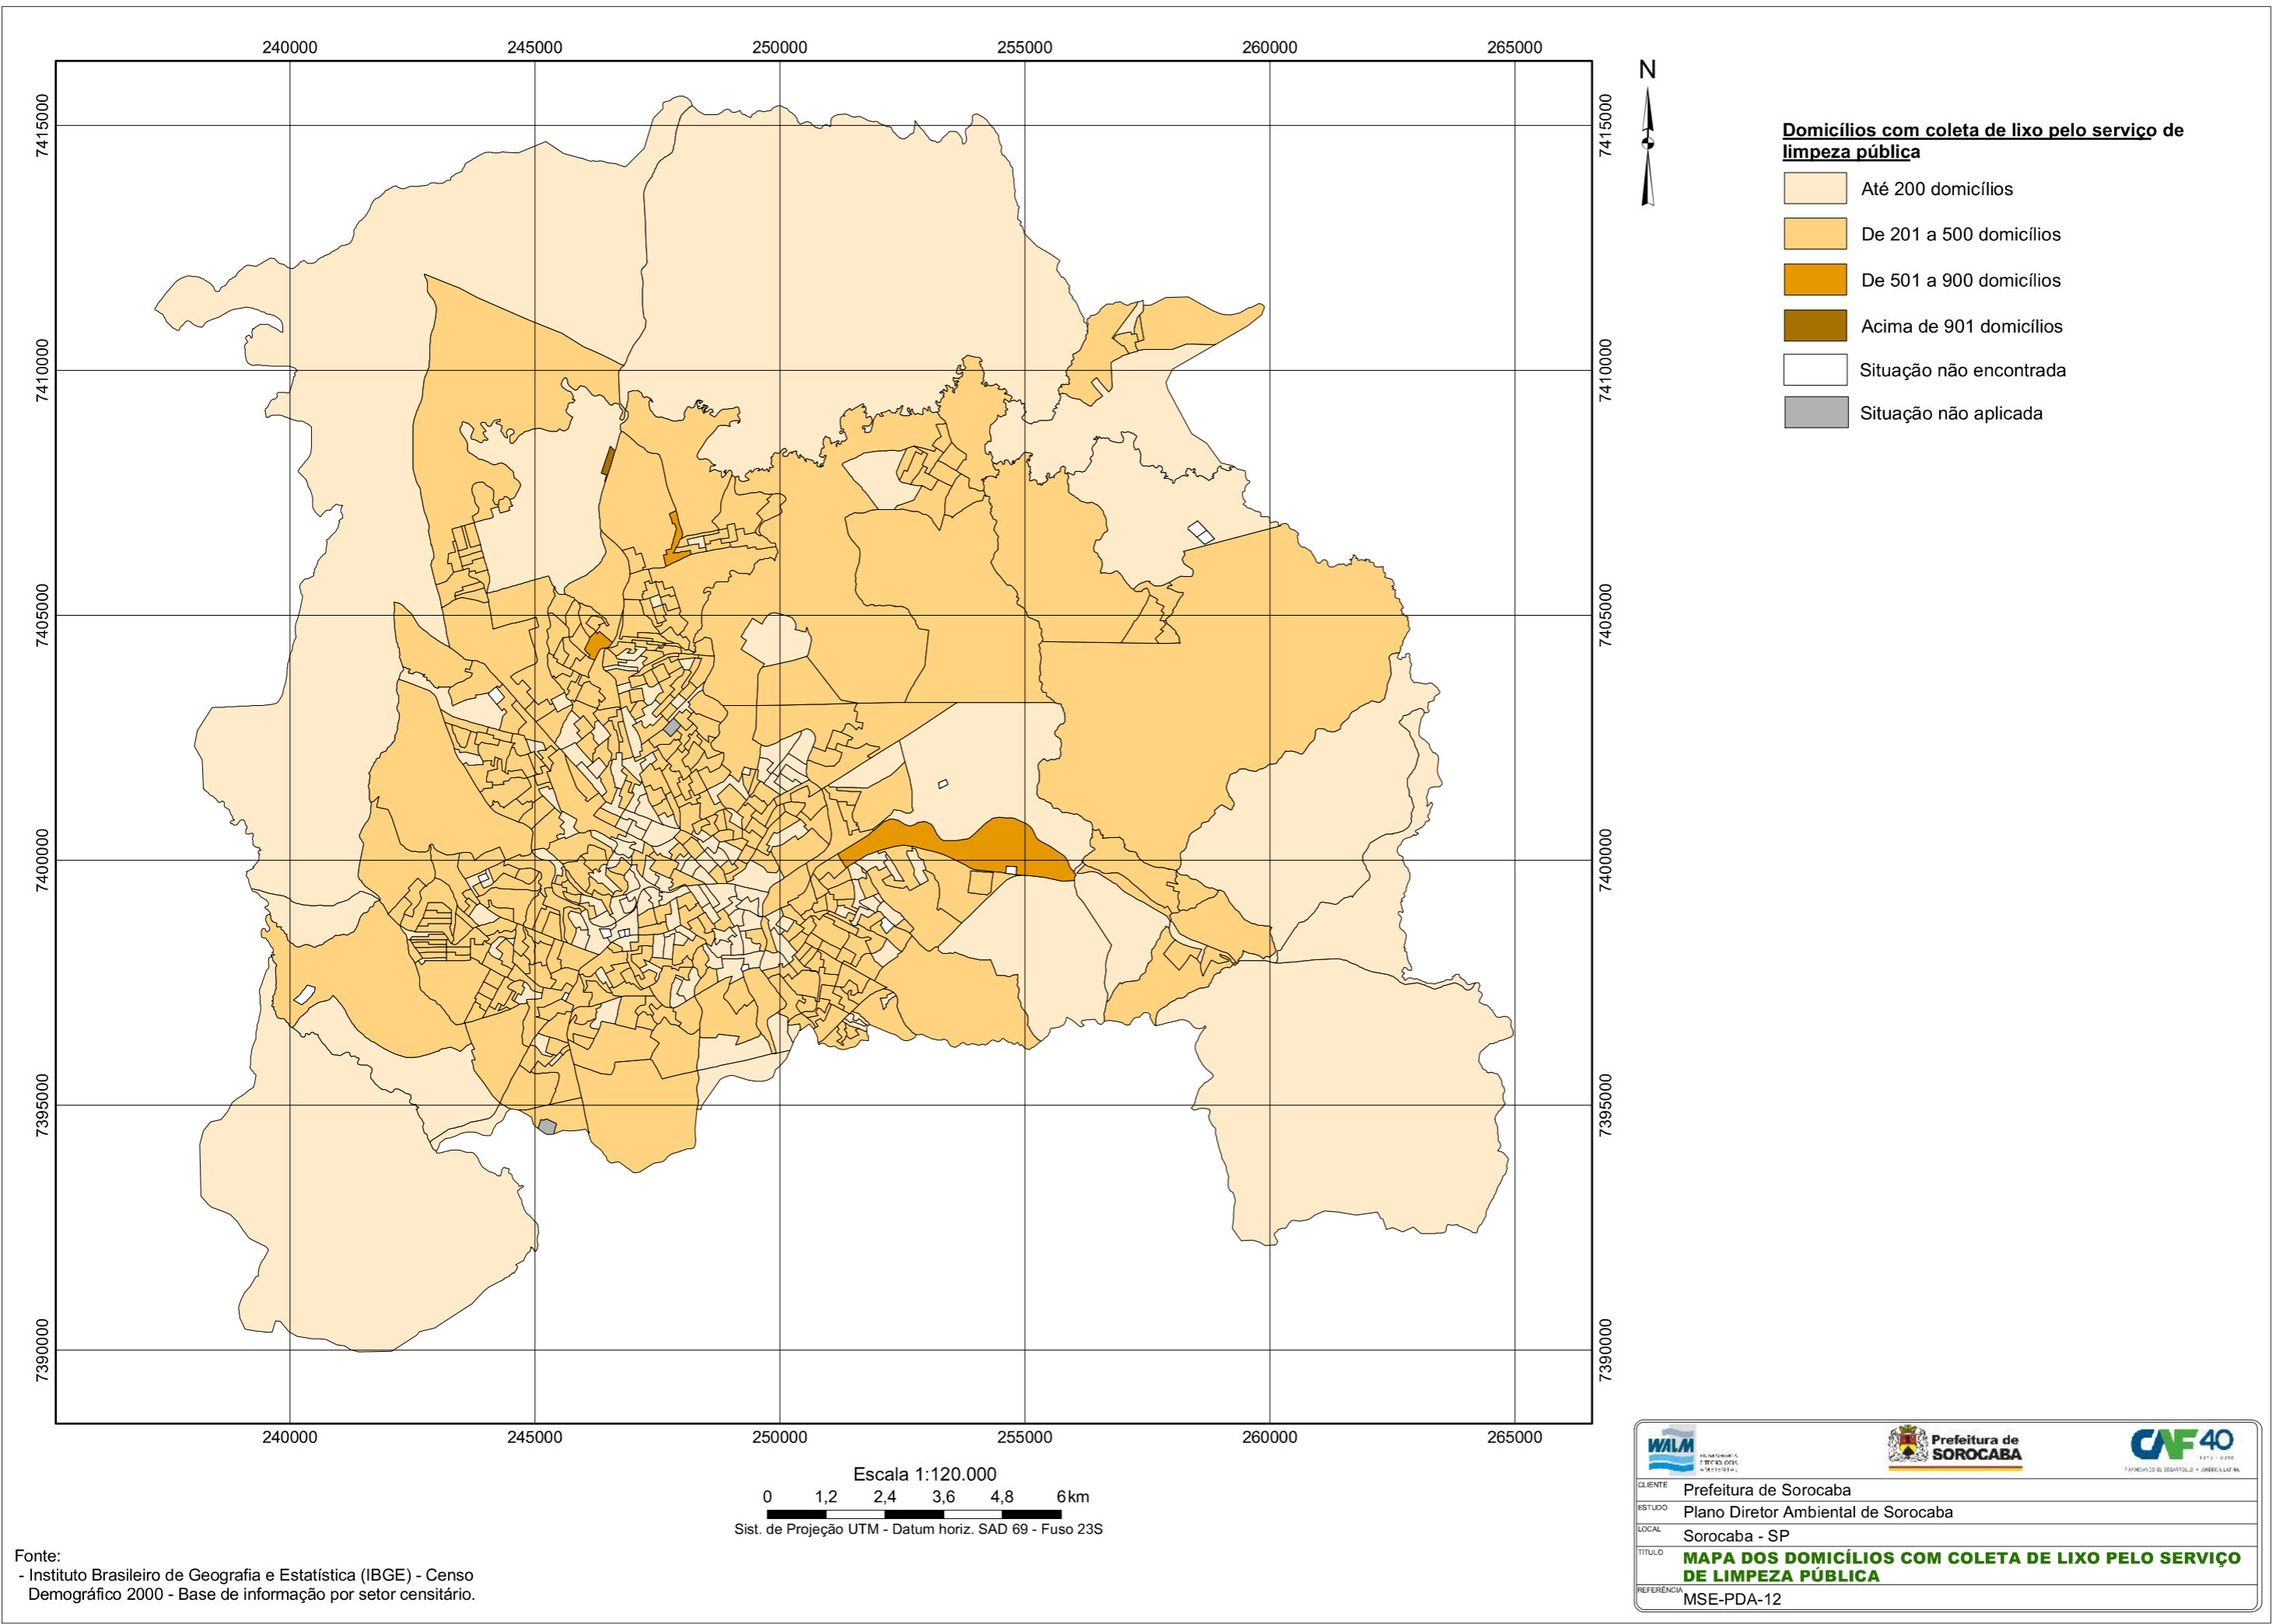 240000 245000 250000 255000 260000 265000
7415000 7415000
7410000 7410000
7405000 7405000
7400000 7400000
7395000 7395000
7390000 7390000
240000 245000 250000 255000 260000 265000
N
Domicílios com coleta de lixo pelo serviço de
limpeza pública
Até 200 domicílios
De 201 a 500 domicílios
De 501 a 900 domicílios
Acima de 901 domicílios
Situação não encontrada
Situação não aplicada
Escala 1:120.000
0 1,2 2,4 3,6 4,8 6 km
Sist. de Projeção UTM - Datum horiz. SAD 69 - Fuso 23S
Fonte:
- Instituto Brasileiro de Geografia e Estatística (IBGE) - Censo
Demográfico 2000 - Base de informação por setor censitário.
WALM
Prefeitura de
SOROCABA
CAF 40
CLIENTE Prefeitura de Sorocaba
ESTUDO Plano Diretor Ambiental de Sorocaba
LOCAL Sorocaba - SP
TÍTULO MAPA DOS DOMICÍLIOS COM COLETA DE LIXO PELO SERVIÇO
DE LIMPEZA PÚBLICA
REFERÊNCIA MSE-PDA-12